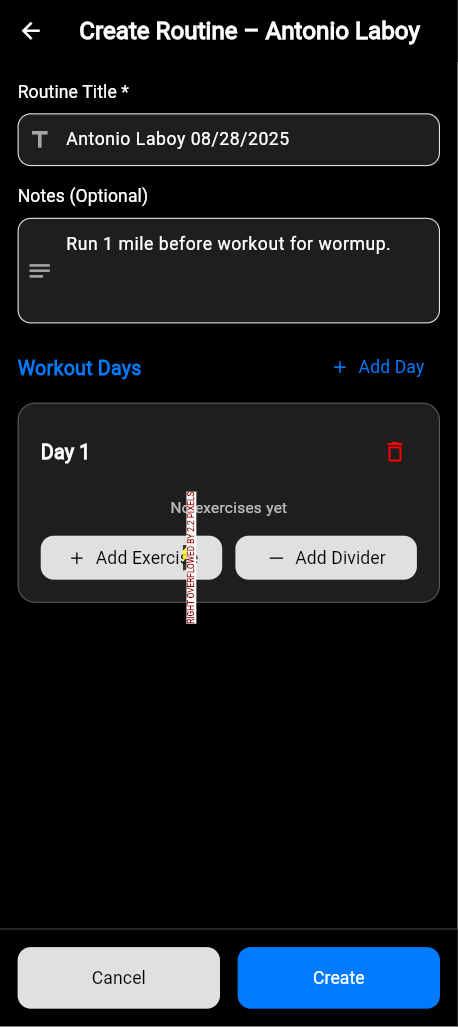 Create Routine – Antonio Laboy
Routine Title *
Antonio Laboy 08/28/2025
Notes (Optional)
Run 1 mile before workout for wormup.
Workout Days
+ Add Day
Day 1
No exercises yet
+ Add Exercise
— Add Divider
RIGHT OVERFLOWED BY 2.2 PIXELS
Cancel
Create